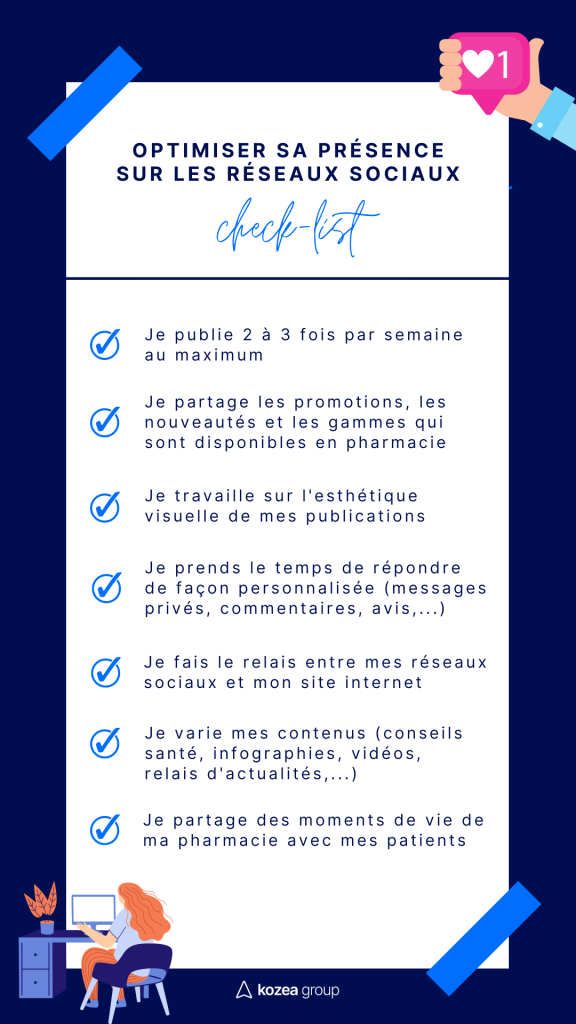 1
OPTIMISER SA PRÉSENCE
SUR LES RÉSEAUX SOCIAUX
check-list
Je publie 2 à 3 fois par semaine
au maximum
Je partage les promotions, les
nouveautés et les gammes qui
sont disponibles en pharmacie
Je travaille sur l'esthétique
visuelle de mes publications
Je prends le temps de répondre
de façon personnalisée (messages
privés, commentaires, avis,...)
Je fais le relais entre mes réseaux
sociaux et mon site internet
Je varie mes contenus (conseils
santé, infographies, vidéos,
relais d'actualités,...)
Je partage des moments de vie de
ma pharmacie avec mes patients
kozea group